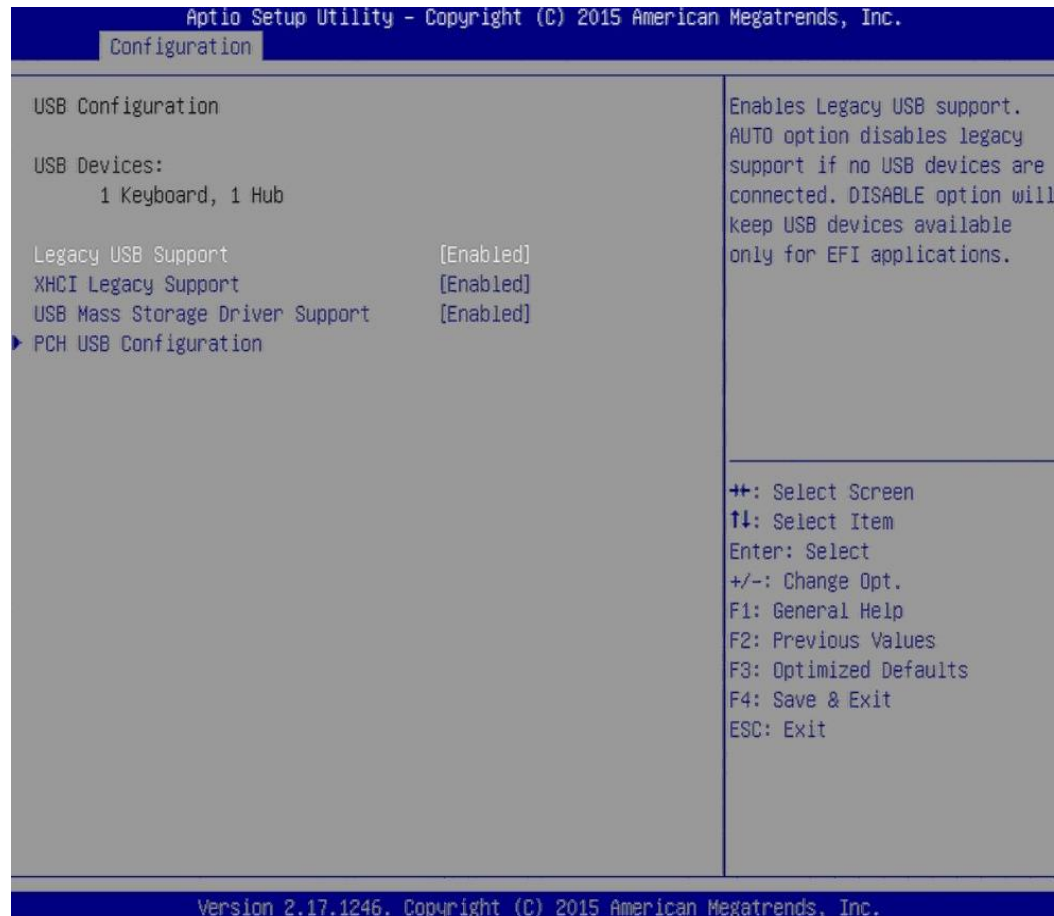 Aptio Setup Utility - Copyright (C) 2015 American Megatrends, Inc.
Configuration
USB Configuration
USB Devices:
1 Keyboard, 1 Hub
Legacy USB Support [Enabled]
XHCI Legacy Support [Enabled]
USB Mass Storage Driver Support [Enabled]
PCH USB Configuration
Enables Legacy USB support.
AUTO option disables legacy
support if no USB devices are
connected. DISABLE option will
keep USB devices available
only for EFI applications.
→←: Select Screen
↑↓: Select Item
Enter: Select
+/-: Change Opt.
F1: General Help
F2: Previous Values
F3: Optimized Defaults
F4: Save & Exit
ESC: Exit
Version 2.17.1246. Copyright (C) 2015 American Megatrends, Inc.